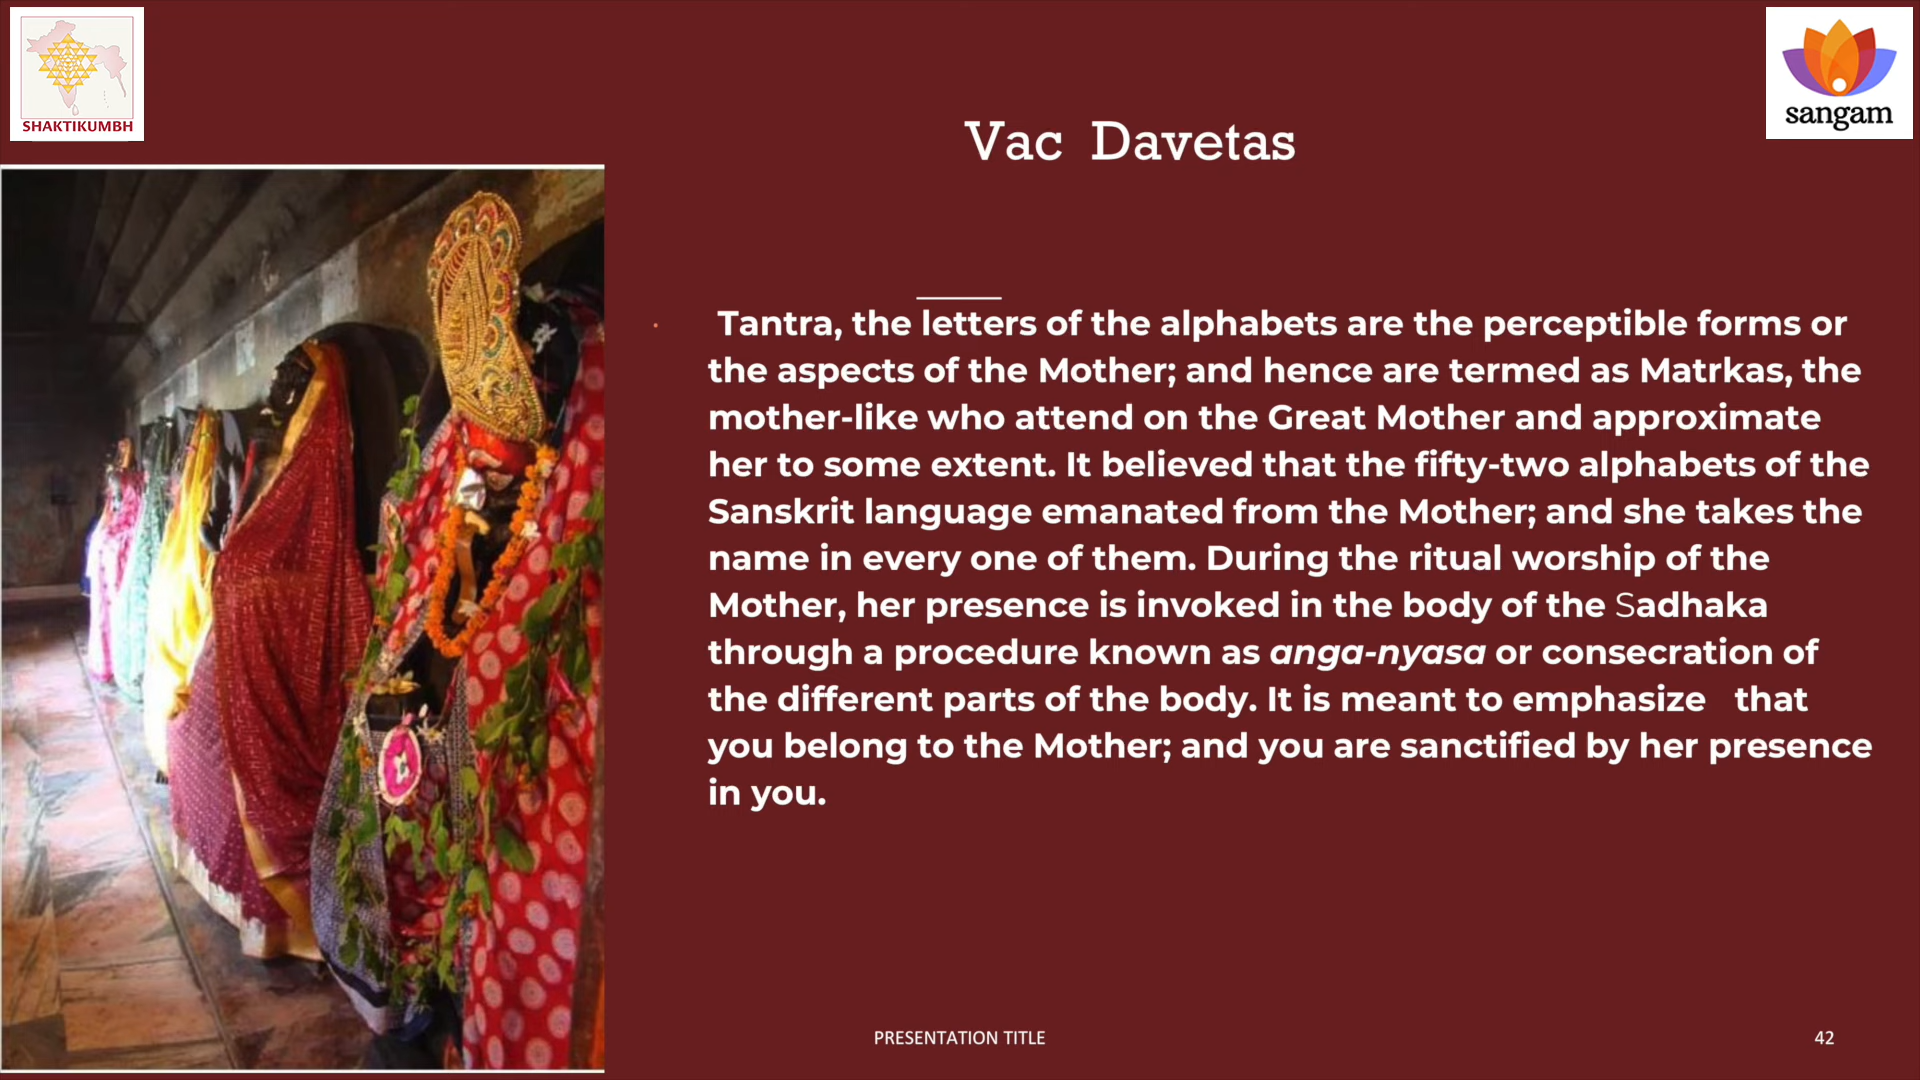 SHAKTIKUMBH
sangam
Vac Davetas
Tantra, the letters of the alphabets are the perceptible forms or
the aspects of the Mother; and hence are termed as Matrkas, the
mother-like who attend on the Great Mother and approximate
her to some extent. It believed that the fifty-two alphabets of the
Sanskrit language emanated from the Mother; and she takes the
name in every one of them. During the ritual worship of the
Mother, her presence is invoked in the body of the Sadhaka
through a procedure known as anga-nyasa or consecration of
the different parts of the body. It is meant to emphasize that
you belong to the Mother; and you are sanctified by her presence
in you.
PRESENTATION TITLE
42